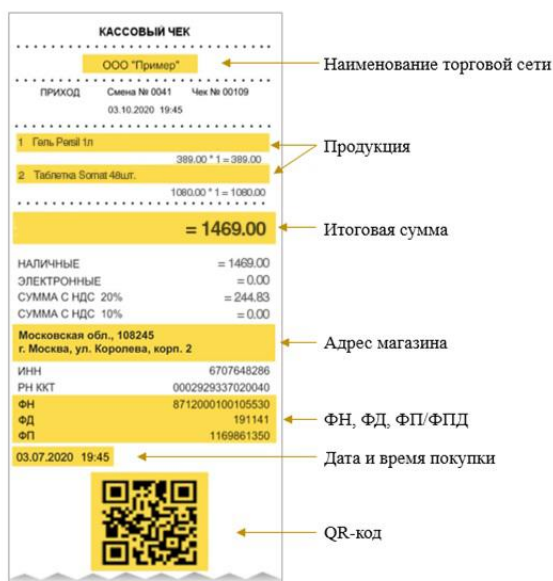 КАССОВЫЙ ЧЕК
ООО "Пример"
Наименование торговой сети
ПРИХОД Смена № 0041 Чек № 00109
03.10.2020 19:45
1 Гель Persil 1л
389.00 * 1 = 389.00
Продукция
2 Таблетка Somat 48шт.
1080.00 * 1 = 1080.00
= 1469.00
Итоговая сумма
НАЛИЧНЫЕ = 1469.00
ЭЛЕКТРОННЫЕ = 0.00
СУММА С НДС 20% = 244.83
СУММА С НДС 10% = 0.00
Московская обл., 108245
г. Москва, ул. Королева, корп. 2
Адрес магазина
ИНН 6707648286
РН ККТ 0002929337020040
ФН 8712000100105530
ФД 191141
ФП 1169861350
ФН, ФД, ФП/ФПД
03.07.2020 19:45
Дата и время покупки
QR-код